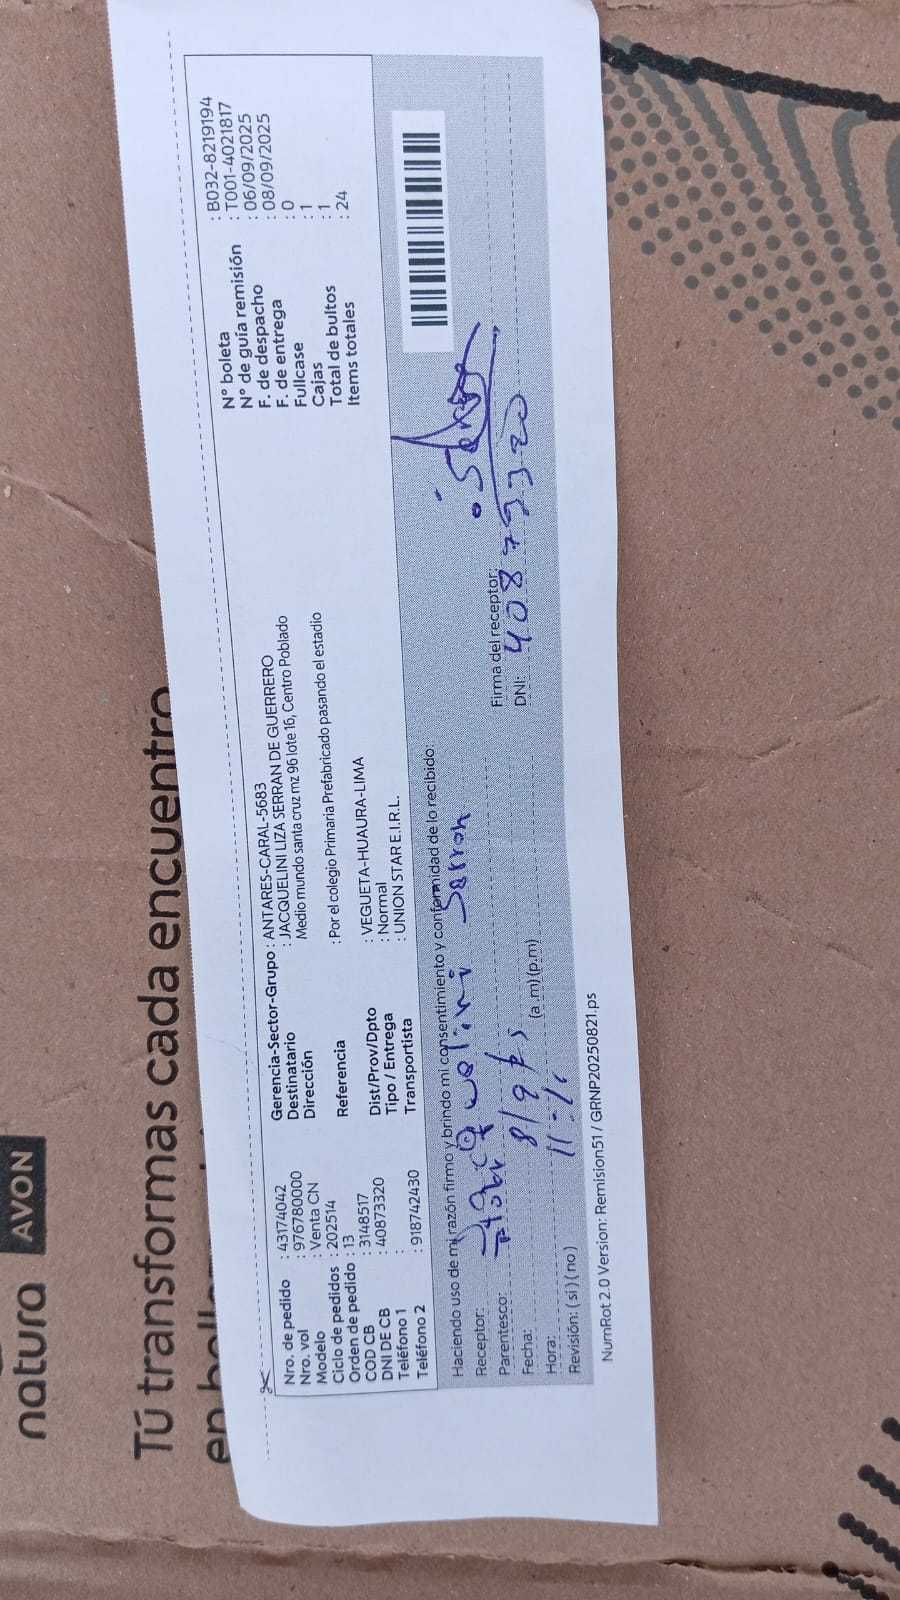 natura AVON
Tú transformas cada encuentro
en
Nro. de pedido : 43174042
Nro. vol : 976780000
Modelo : Venta CN
Ciclo de pedidos : 202514
Orden de pedido : 13
COD CB : 3148517
DNI DE CB : 40873320
Teléfono 1 :
Teléfono 2 : 918742430
Gerencia-Sector-Grupo : ANTARES-CARAL-5683
Destinatario : JACQUELINI LIZA SERRAN DE GUERRERO
Dirección Medio mundo santa cruz mz 96 lote 16, Centro Poblado
Referencia : Por el colegio Primaria Prefabricado pasando el estadio
Dist/Prov/Dpto : VEGUETA-HUAURA-LIMA
Tipo / Entrega : Normal
Transportista : UNION STAR E.I.R.L.
N° boleta : B032-8219194
N° de guía remisión : T001-4021817
F. de despacho : 06/09/2025
F. de entrega : 08/09/2025
Fullcase : 0
Cajas : 1
Total de bultos : 1
Items totales : 24
Haciendo uso de mi razón firmo y brindo mi consentimiento y conformidad de lo recibido:
Receptor: Serran
Parentesco:
Fecha: 8/9
Hora: (a.m)(p.m)
Revisión: (si)(no)
Firma del receptor:
DNI: 40873320
NumRot 2.0 Version: Remision51 / GRNP20250821.ps